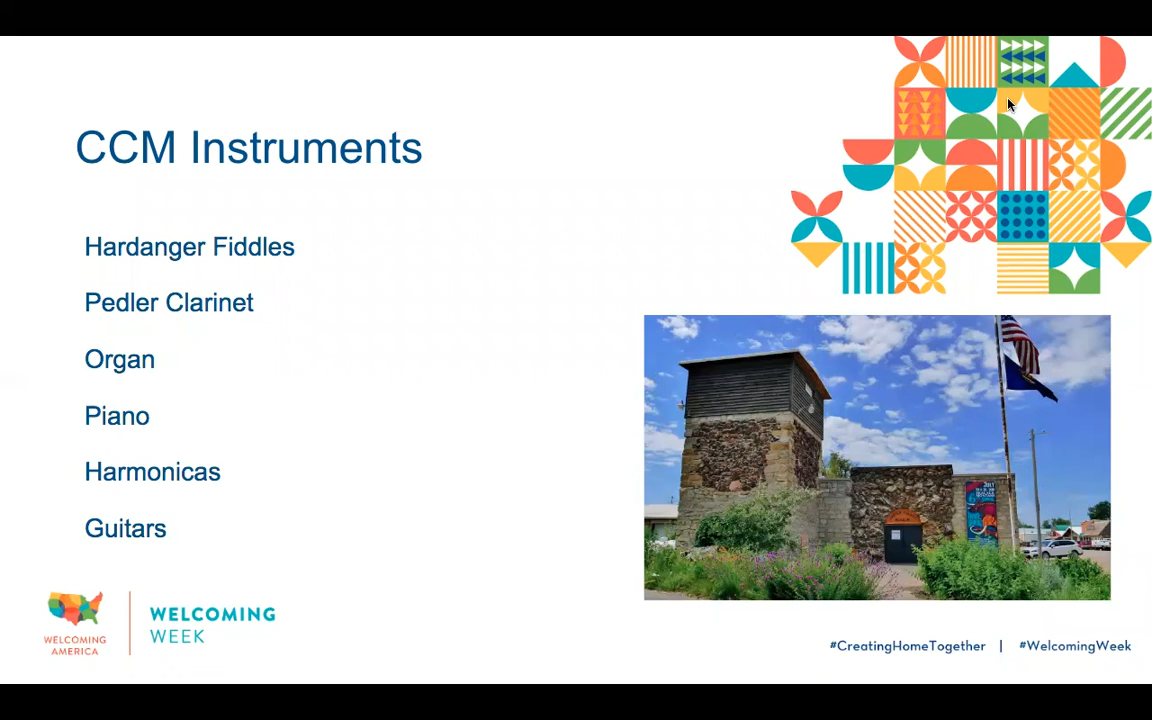 CCM Instruments
Hardanger Fiddles
Pedler Clarinet
Organ
Piano
Harmonicas
Guitars
WELCOMING
AMERICA
WELCOMING
WEEK
#CreatingHomeTogether | #WelcomingWeek